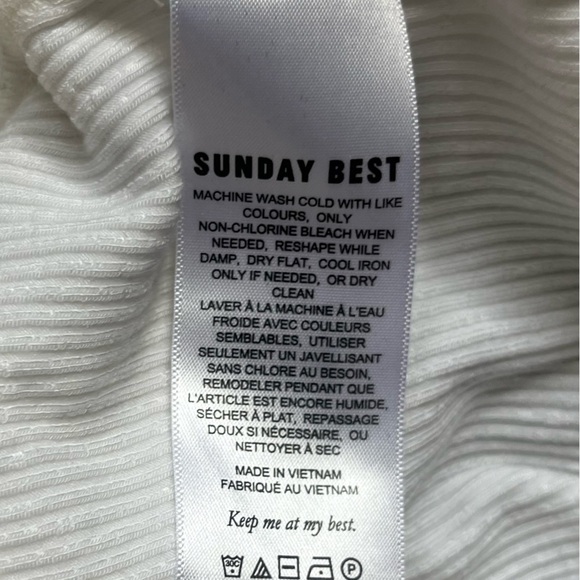 SUNDAY BEST
MACHINE WASH COLD WITH LIKE
COLOURS, ONLY
NON-CHLORINE BLEACH WHEN
NEEDED, RESHAPE WHILE
DAMP, DRY FLAT, COOL IRON
ONLY IF NEEDED, OR DRY
CLEAN
LAVER À LA MACHINE À L'EAU
FROIDE AVEC COULEURS
SEMBLABLES, UTILISER
SEULEMENT UN JAVELLISANT
SANS CHLORE AU BESOIN,
REMODELER PENDANT QUE
L'ARTICLE EST ENCORE HUMIDE,
SÉCHER À PLAT, REPASSAGE
DOUX SI NÉCESSAIRE, OU
NETTOYER À SEC
MADE IN VIETNAM
FABRIQUÉ AU VIETNAM
Keep me at my best.
30C P